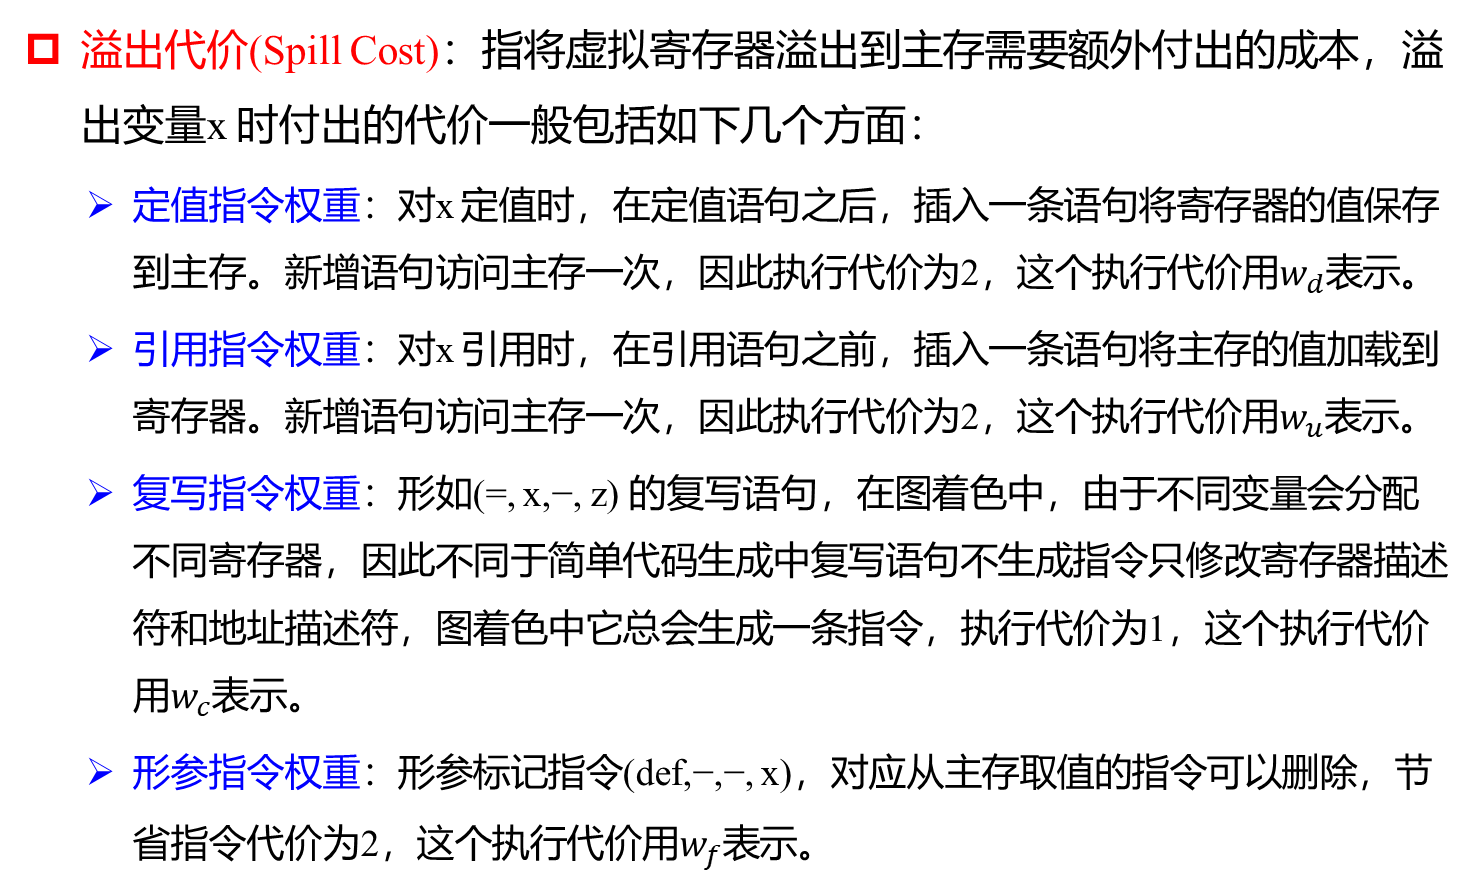 溢出代价(Spill Cost)：指将虚拟寄存器溢出到主存需要额外付出的成本，溢
出变量x 时付出的代价一般包括如下几个方面：
定值指令权重：对x 定值时，在定值语句之后，插入一条语句将寄存器的值保存
到主存。新增语句访问主存一次，因此执行代价为2，这个执行代价用w_d表示。
引用指令权重：对x 引用时，在引用语句之前，插入一条语句将主存的值加载到
寄存器。新增语句访问主存一次，因此执行代价为2，这个执行代价用w_u表示。
复写指令权重：形如(=, x,−, z) 的复写语句，在图着色中，由于不同变量会分配
不同寄存器，因此不同于简单代码生成中复写语句不生成指令只修改寄存器描述
符和地址描述符，图着色中它总会生成一条指令，执行代价为1，这个执行代价
用w_c表示。
形参指令权重：形参标记指令(def,−,−, x)，对应从主存取值的指令可以删除，节
省指令代价为2，这个执行代价用w_f表示。